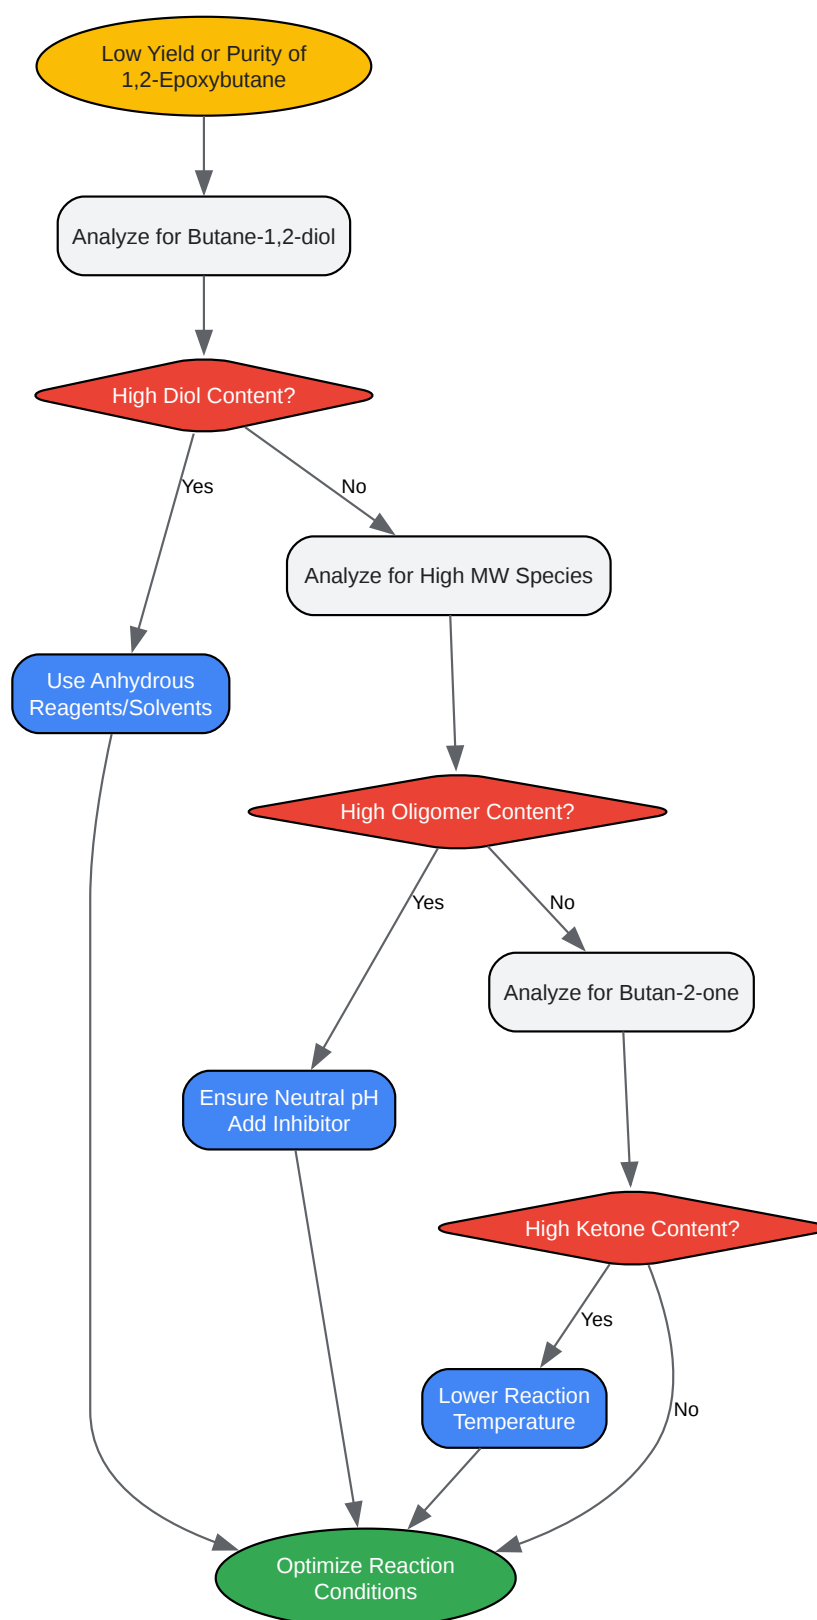 Low Yield or Purity of
1,2-Epoxybutane
Analyze for Butane-1,2-diol
High Diol Content?
Yes
No
Analyze for High MW Species
Use Anhydrous
Reagents/Solvents
High Oligomer Content?
Yes
No
Analyze for Butan-2-one
Ensure Neutral pH
Add Inhibitor
High Ketone Content?
Yes
Lower Reaction
Temperature
No
Optimize Reaction
Conditions